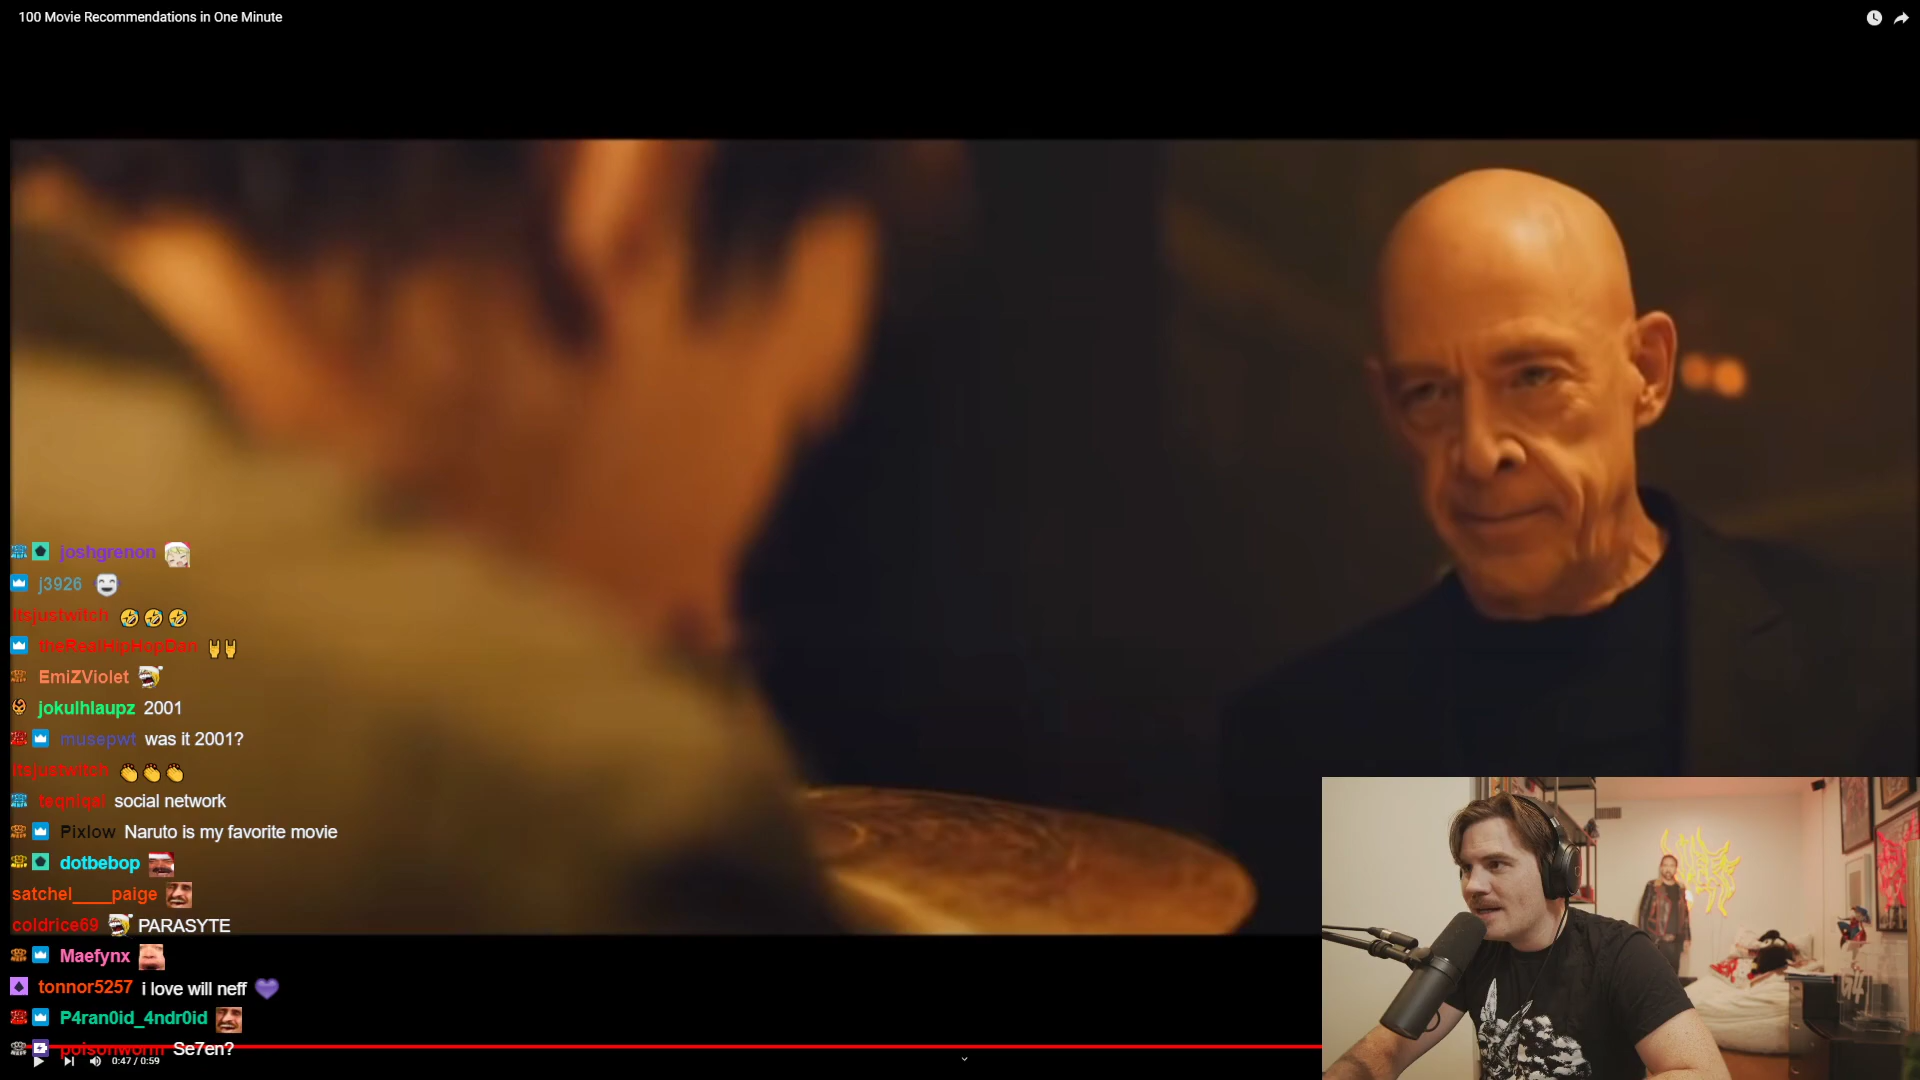 100 Movie Recommendations in One Minute
joshgrenon
j3926
itsjustwitch
theRealHipHopDan
EmiZViolet
jokulhlaupz 2001
musepwt was it 2001?
itsjustwitch
teqniqal social network
Pixlow Naruto is my favorite movie
dotbebop
satchel____paige
coldrice69 PARASYTE
Maefynx
tonnor5257 i love will neff
P4ran0id_4ndr0id
poisonworm Se7en?
0:47 / 0:59